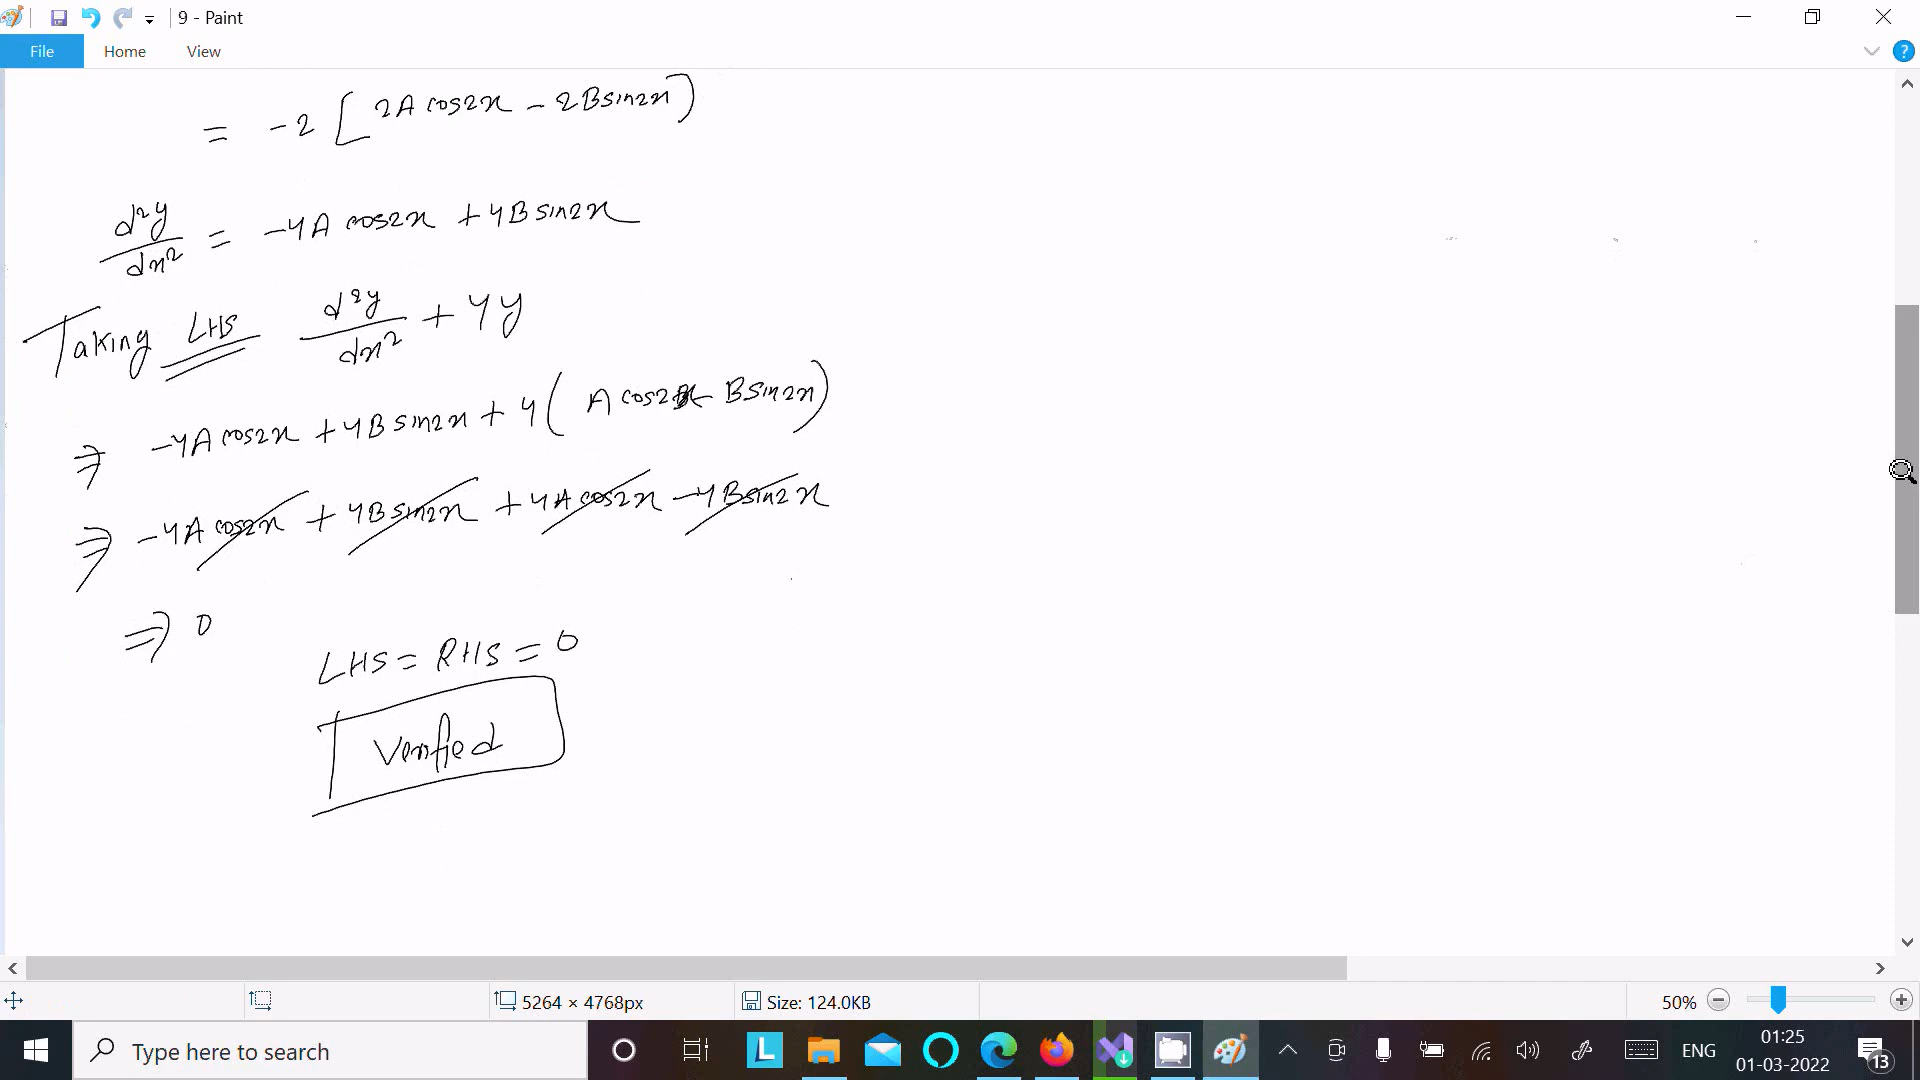 9 - Paint
File Home View
= -2 [2A cos2x - 2B sin2x]
d²y/dx² = -4A cos2x + 4B sin2x
Taking LHS d²y/dx² + 4y
⇒ -4A cos2x + 4B sin2x + 4( A cos2x - B sin2x)
⇒ -4A cos2x + 4B sin2x + 4A cos2x - 4B sin2x
⇒ 0
LHS = RHS = 0
Verified
5264 × 4768px Size: 124.0KB 50%
Type here to search L ENG 01:25
01-03-2022 13